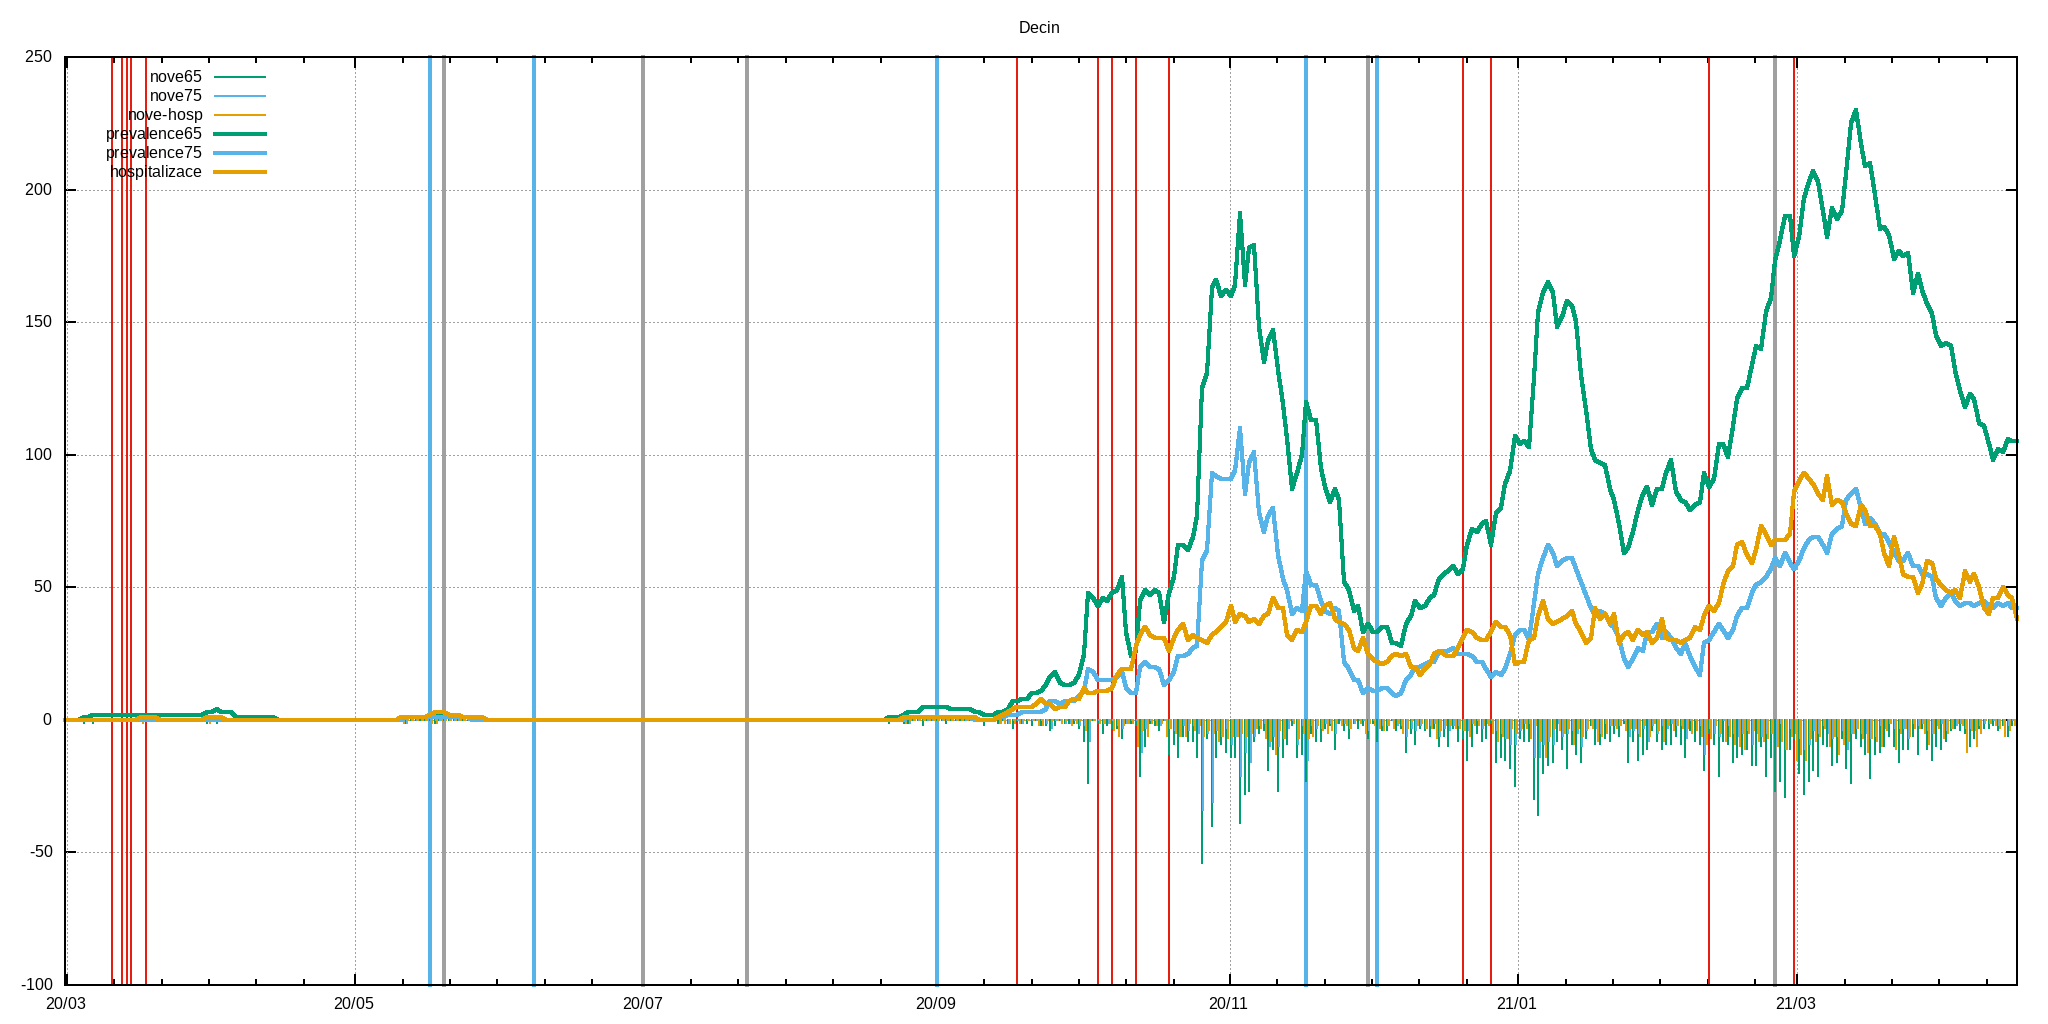 Decin
250
nove65
nove75
nove-hosp
prevalence65
prevalence75
hospitalizace
200
150
100
50
0
-50
-100
20/03 20/05 20/07 20/09 20/11 21/01 21/03